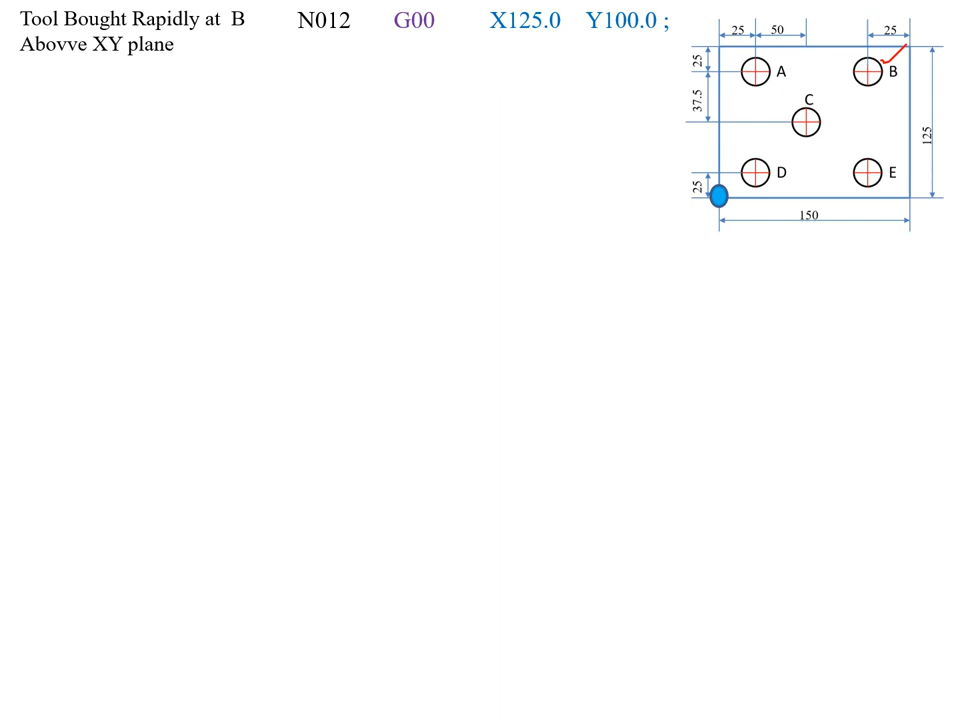 Tool Bought Rapidly at B
Abovve XY plane
N012 G00 X125.0 Y100.0 ;
25 50 25
25
37.5
A B
C
125
25
D E
150